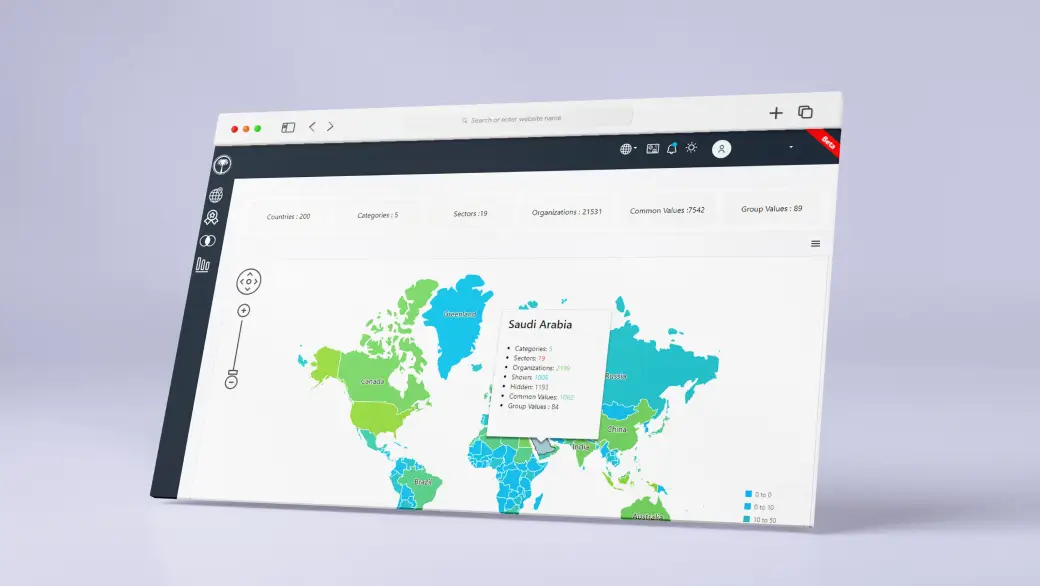 Search or enter website name
Beta
Countries : 200
Categories : 5
Sectors :19
Organizations : 21531
Common Values :7542
Group Values : 89
Greenland
Saudi Arabia
Categories: 5
Sectors: 19
Organizations: 2199
Shown: 1006
Hidden: 1193
Common Values: 1062
Group Values : 84
Russia
Canada
China
India
Brazil
Australia
0 to 0
0 to 10
10 to 50